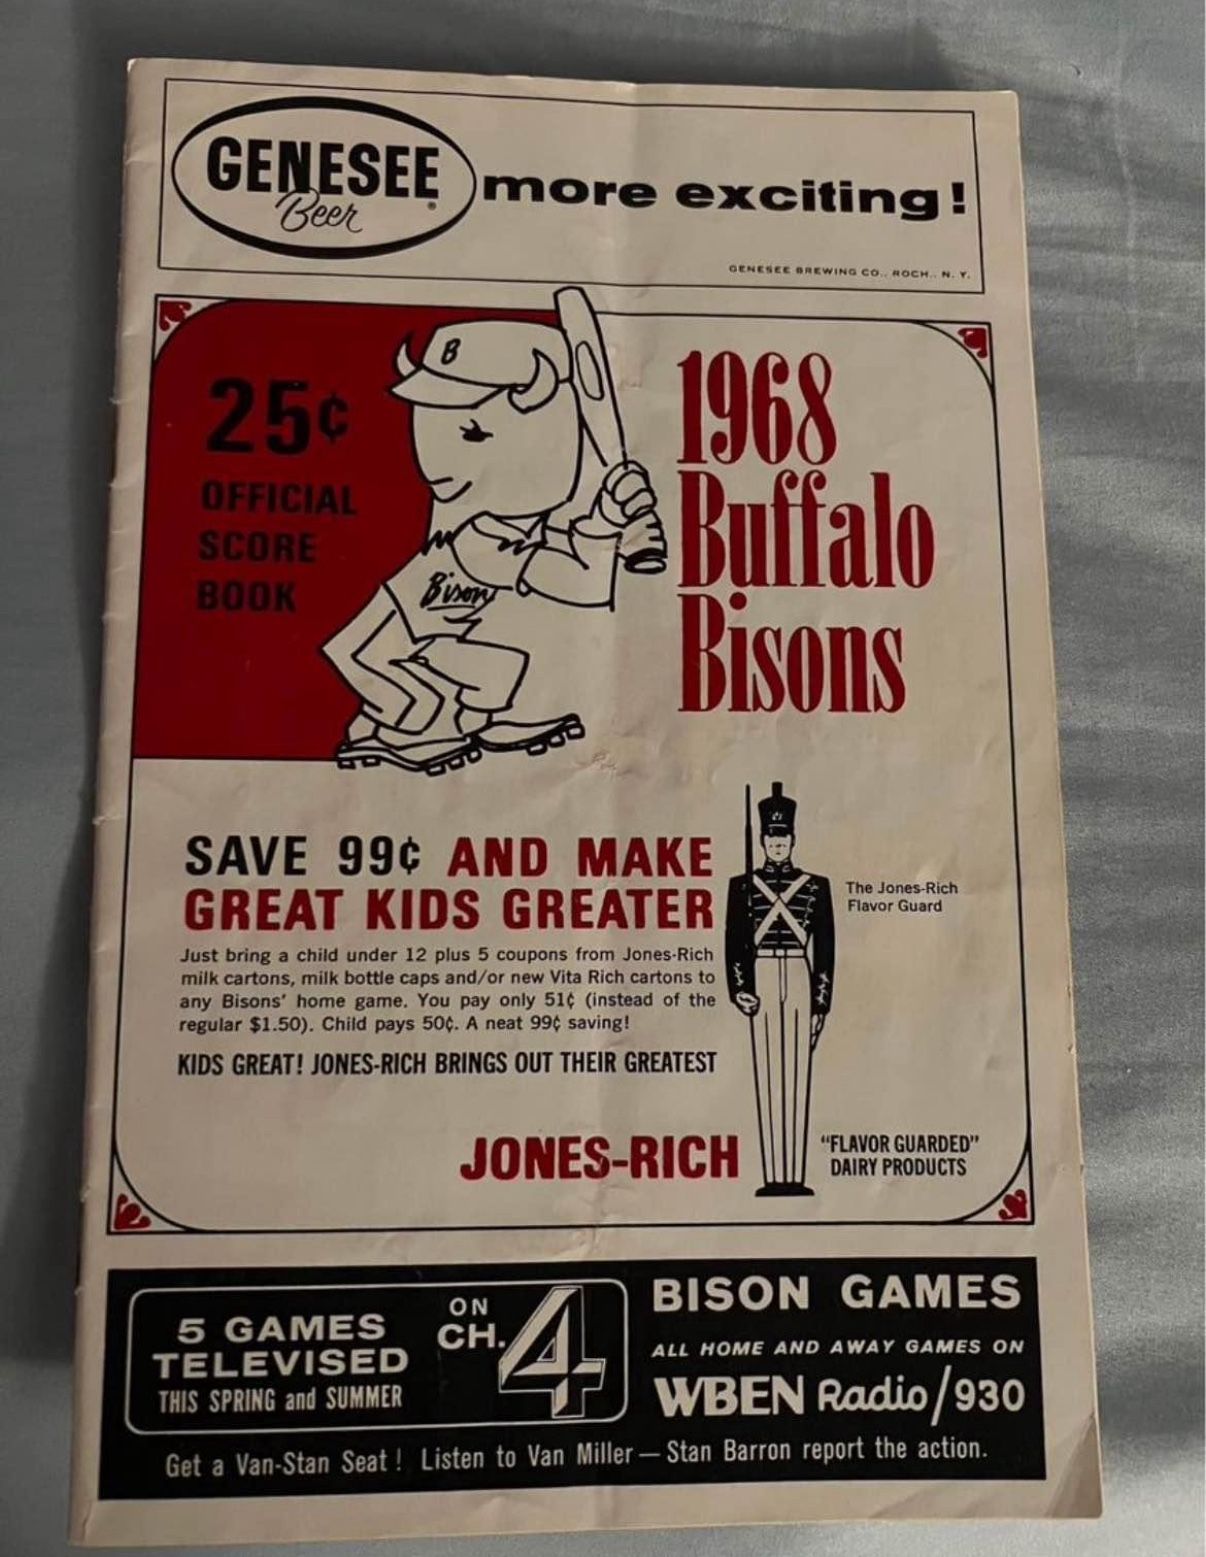 GENESEE
Beer
more exciting!
GENESEE BREWING CO., ROCH., N. Y.
B
25¢
OFFICIAL
SCORE
BOOK
Bisons
1968
Buffalo
Bisons
SAVE 99¢ AND MAKE
GREAT KIDS GREATER
Just bring a child under 12 plus 5 coupons from Jones-Rich
milk cartons, milk bottle caps and/or new Vita Rich cartons to
any Bisons' home game. You pay only 51¢ (instead of the
regular $1.50). Child pays 50¢. A neat 99¢ saving!
KIDS GREAT! JONES-RICH BRINGS OUT THEIR GREATEST
The Jones-Rich
Flavor Guard
JONES-RICH
"FLAVOR GUARDED"
DAIRY PRODUCTS
5 GAMES
TELEVISED
THIS SPRING and SUMMER
ON
CH. 4
BISON GAMES
ALL HOME AND AWAY GAMES ON
WBEN Radio/930
Get a Van-Stan Seat! Listen to Van Miller — Stan Barron report the action.